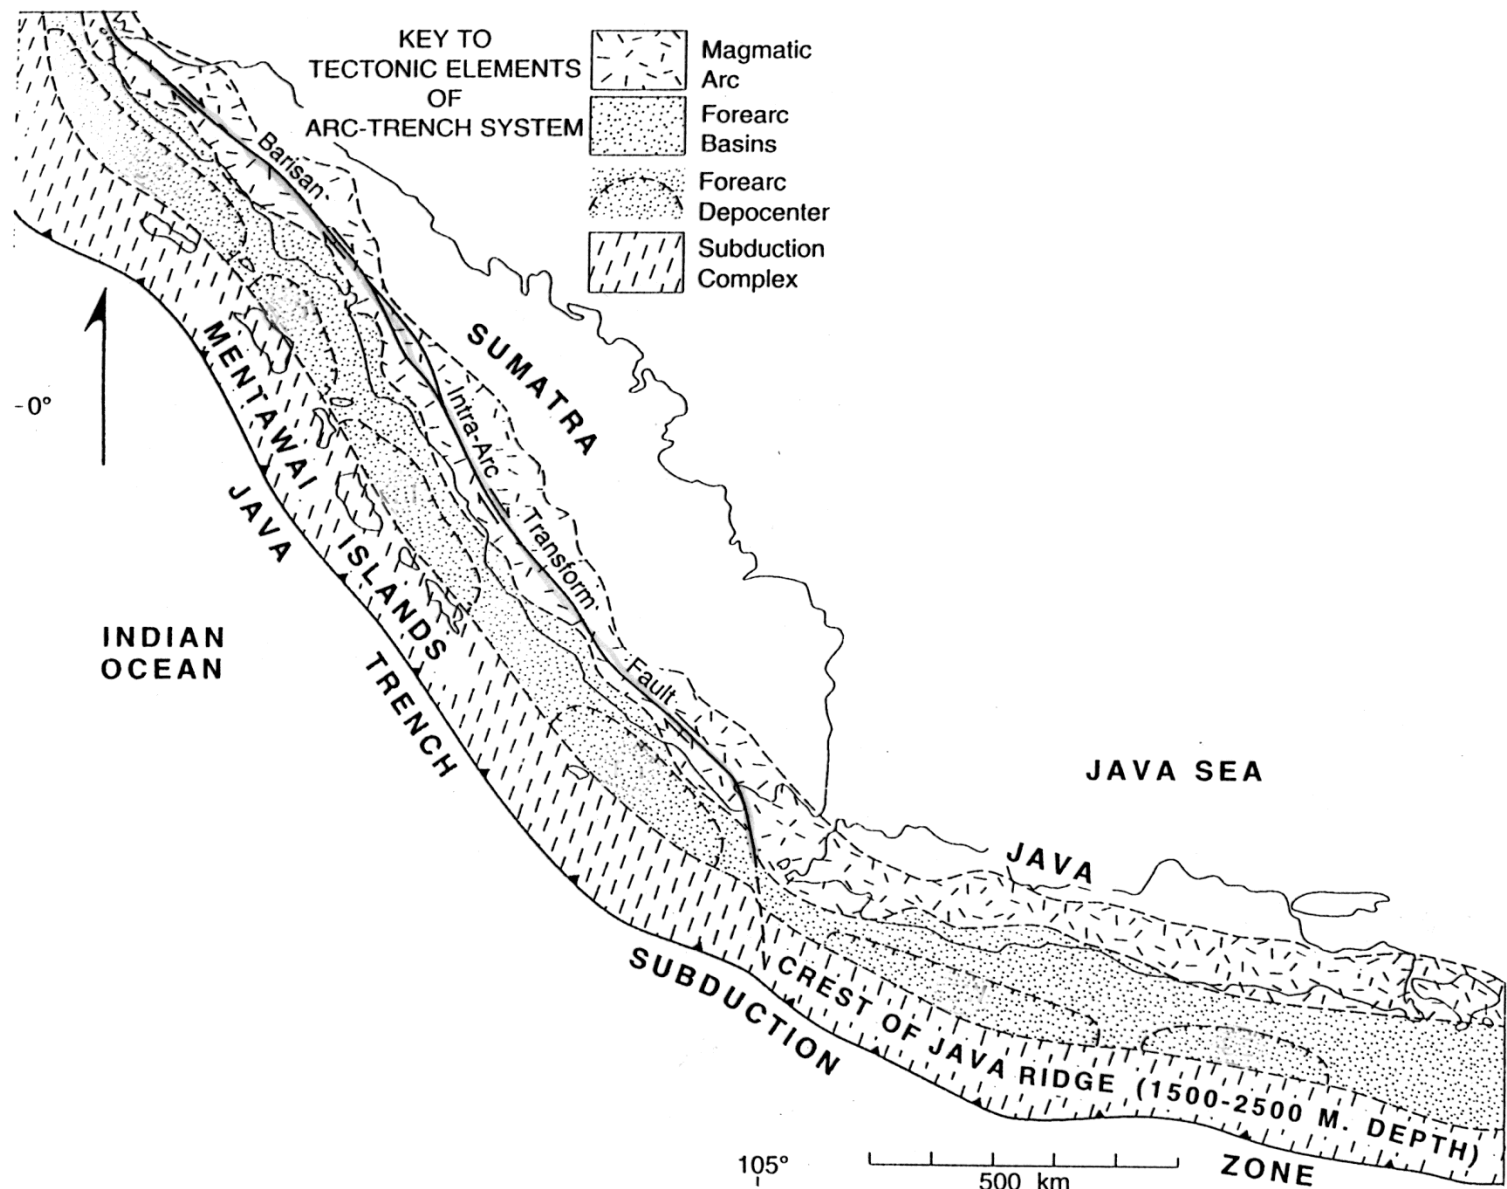 KEY TO
TECTONIC ELEMENTS
OF
ARC-TRENCH SYSTEM
Magmatic
Arc
Forearc
Basins
Forearc
Depocenter
Subduction
Complex
Barisan
Intra-Arc
Transform
Fault
SUMATRA
MENTAWAI
ISLANDS
-0°
JAVA
TRENCH
INDIAN
OCEAN
JAVA SEA
JAVA
SUBDUCTION
ZONE
CREST OF JAVA RIDGE (1500-2500 M. DEPTH)
105°
500 km